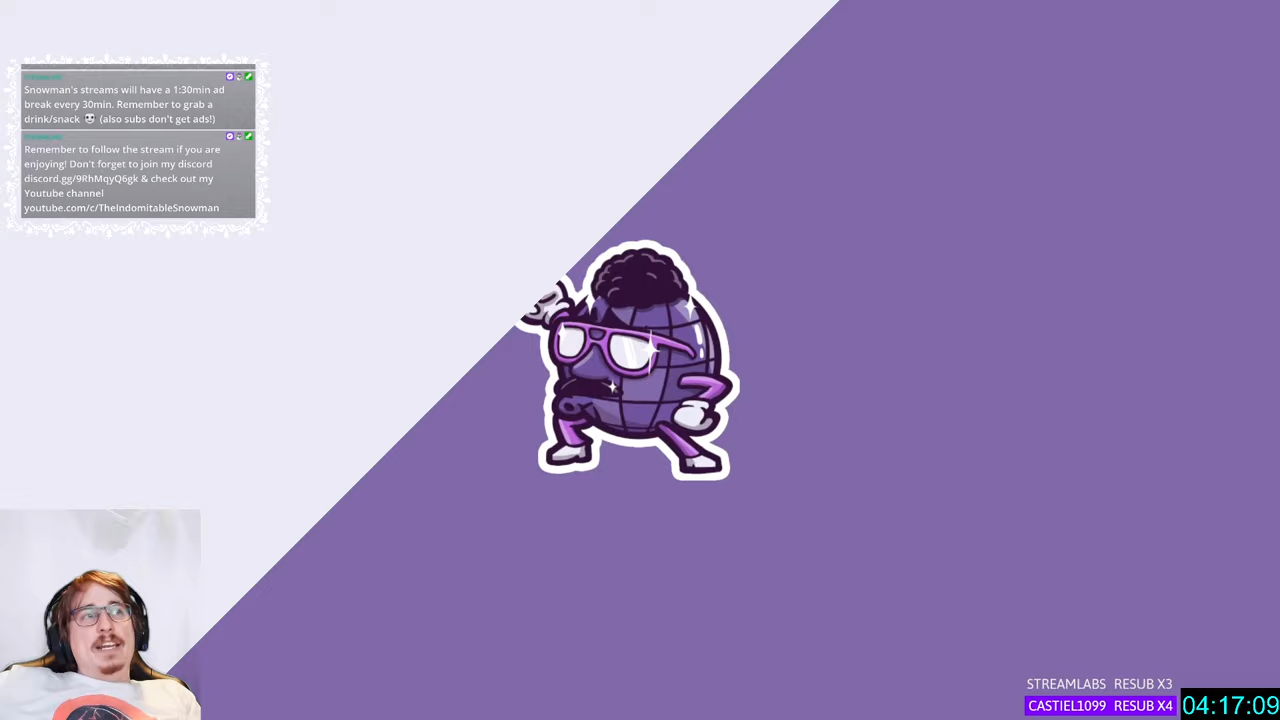 Snowman's streams will have a 1:30min ad
break every 30min. Remember to grab a
drink/snack (also subs don't get ads!)
Remember to follow the stream if you are
enjoying! Don't forget to join my discord
discord.gg/9RhMqyQ6gk & check out my
Youtube channel
youtube.com/c/TheIndomitableSnowman
STREAMLABS RESUB X3
CASTIEL1099 RESUB X4
04:17:09